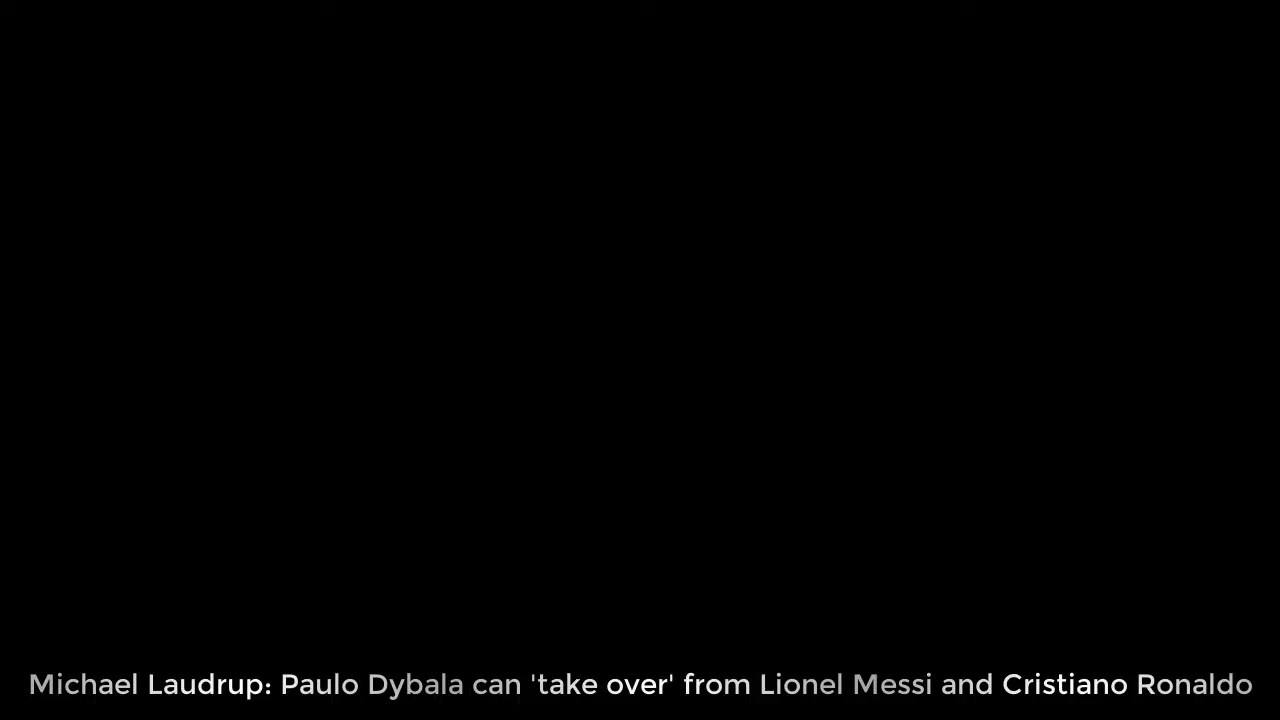 Michael Laudrup: Paulo Dybala can 'take over' from Lionel Messi and Cristiano Ronaldo